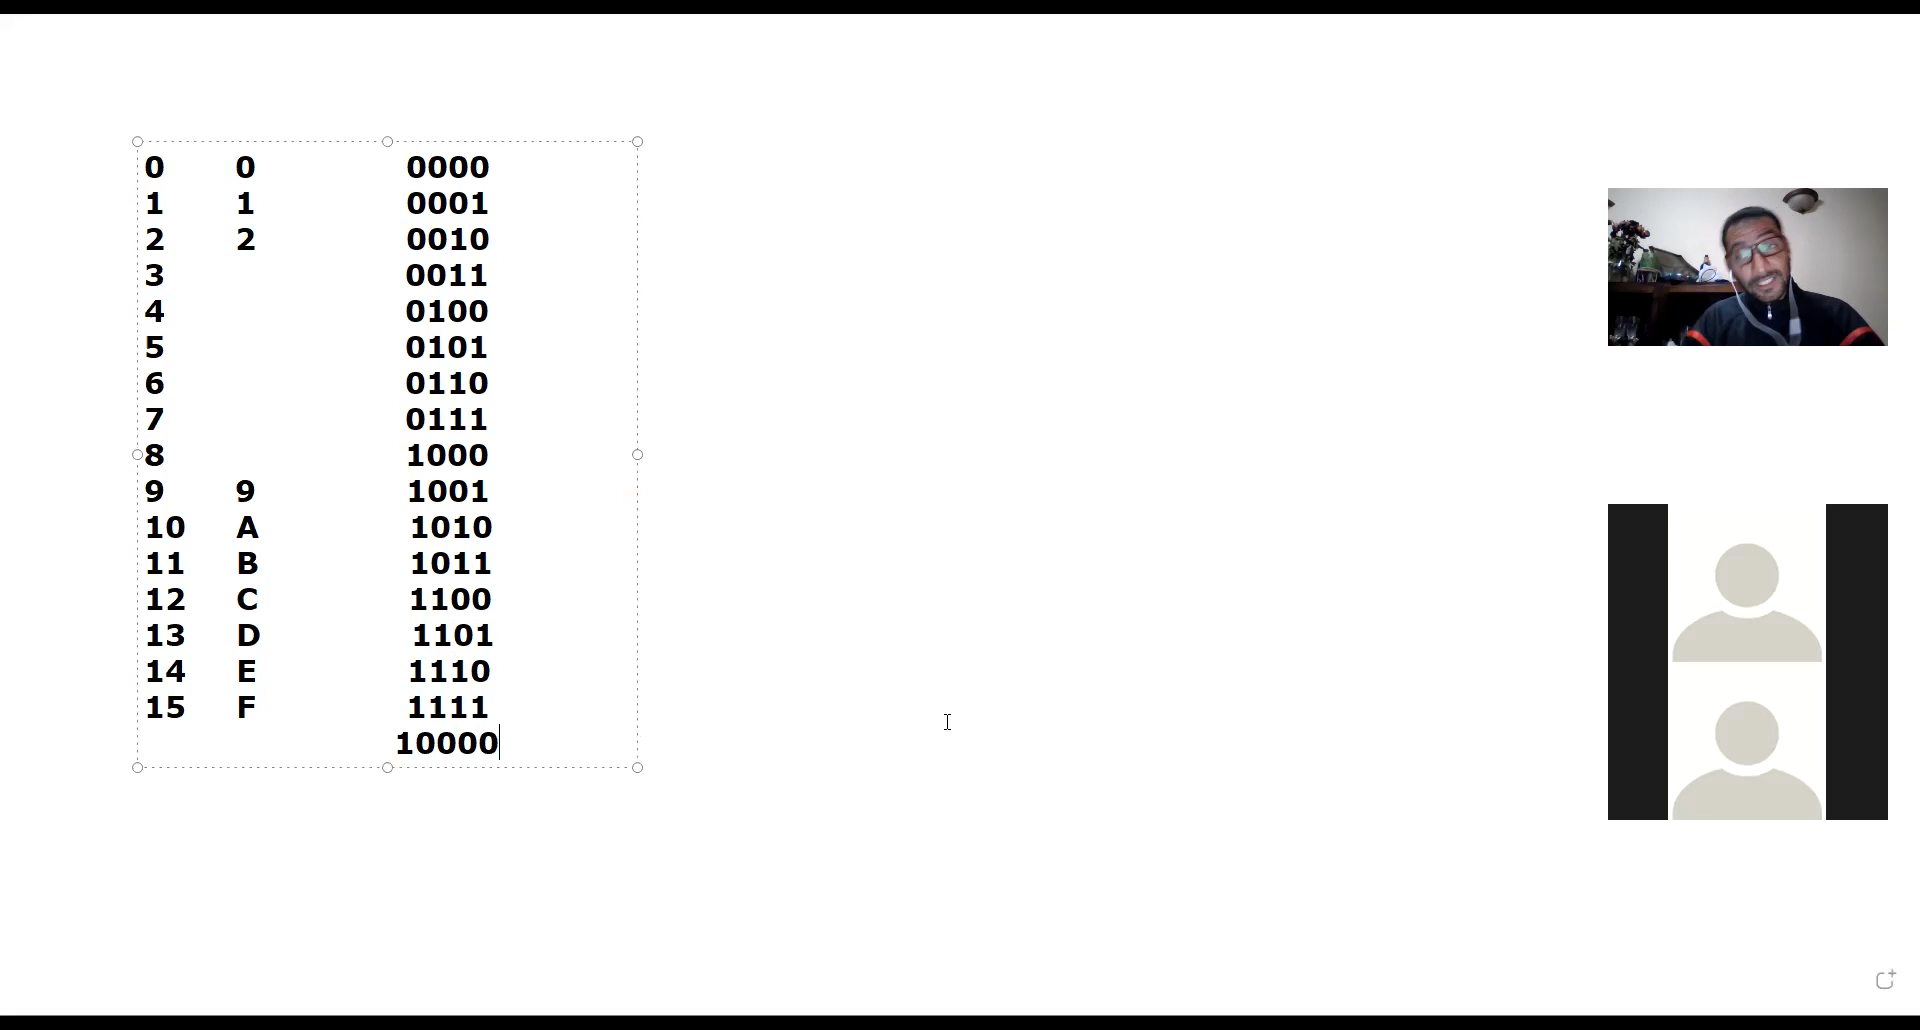 0 0 0000
1 1 0001
2 2 0010
3 0011
4 0100
5 0101
6 0110
7 0111
8 1000
9 9 1001
10 A 1010
11 B 1011
12 C 1100
13 D 1101
14 E 1110
15 F 1111
10000